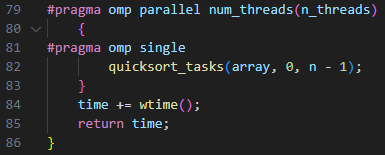 79 #pragma omp parallel num_threads(n_threads)
80 {
81 #pragma omp single
82 quicksort_tasks(array, 0, n - 1);
83 }
84 time += wtime();
85 return time;
86 }